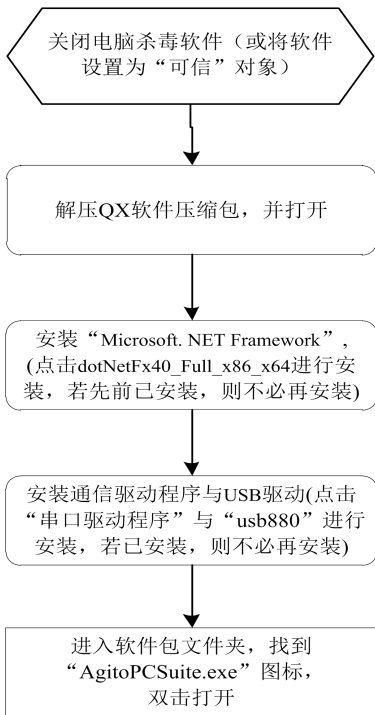 关闭电脑杀毒软件（或将软件
设置为“可信”对象）
解压QX软件压缩包，并打开
安装“Microsoft. NET Framework”,
(点击dotNetFx40_Full_x86_x64进行安
装，若先前已安装，则不必再安装)
安装通信驱动程序与USB驱动(点击
“串口驱动程序”与“usb880”进行
安装，若已安装，则不必再安装)
进入软件包文件夹，找到
“AgitoPCSuite.exe”图标，
双击打开